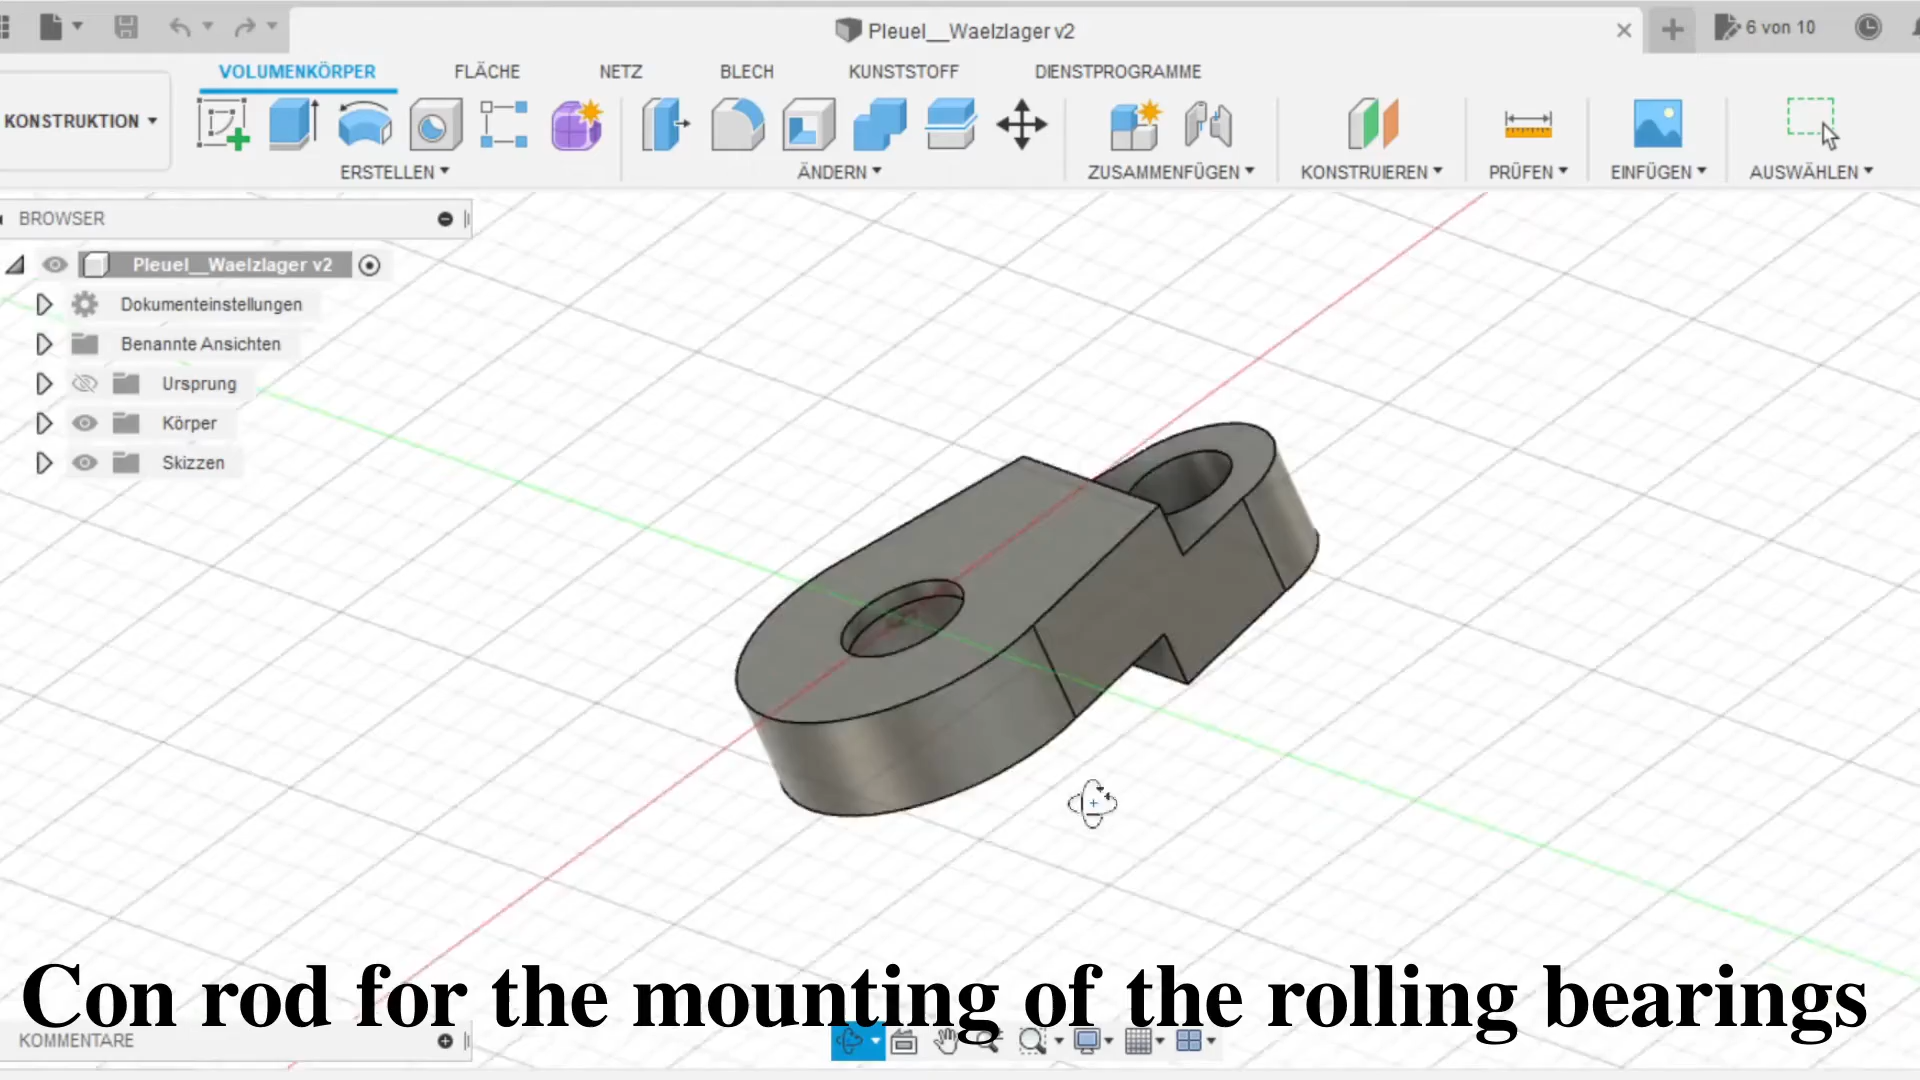 Pleuel__Waelzlager v2
6 von 10
VOLUMENKÖRPER FLÄCHE NETZ BLECH KUNSTSTOFF DIENSTPROGRAMME
KONSTRUKTION
ERSTELLEN ÄNDERN ZUSAMMENFÜGEN KONSTRUIEREN PRÜFEN EINFÜGEN AUSWÄHLEN
BROWSER
Pleuel__Waelzlager v2
Dokumenteinstellungen
Benannte Ansichten
Ursprung
Körper
Skizzen
Con rod for the mounting of the rolling bearings
KOMMENTARE